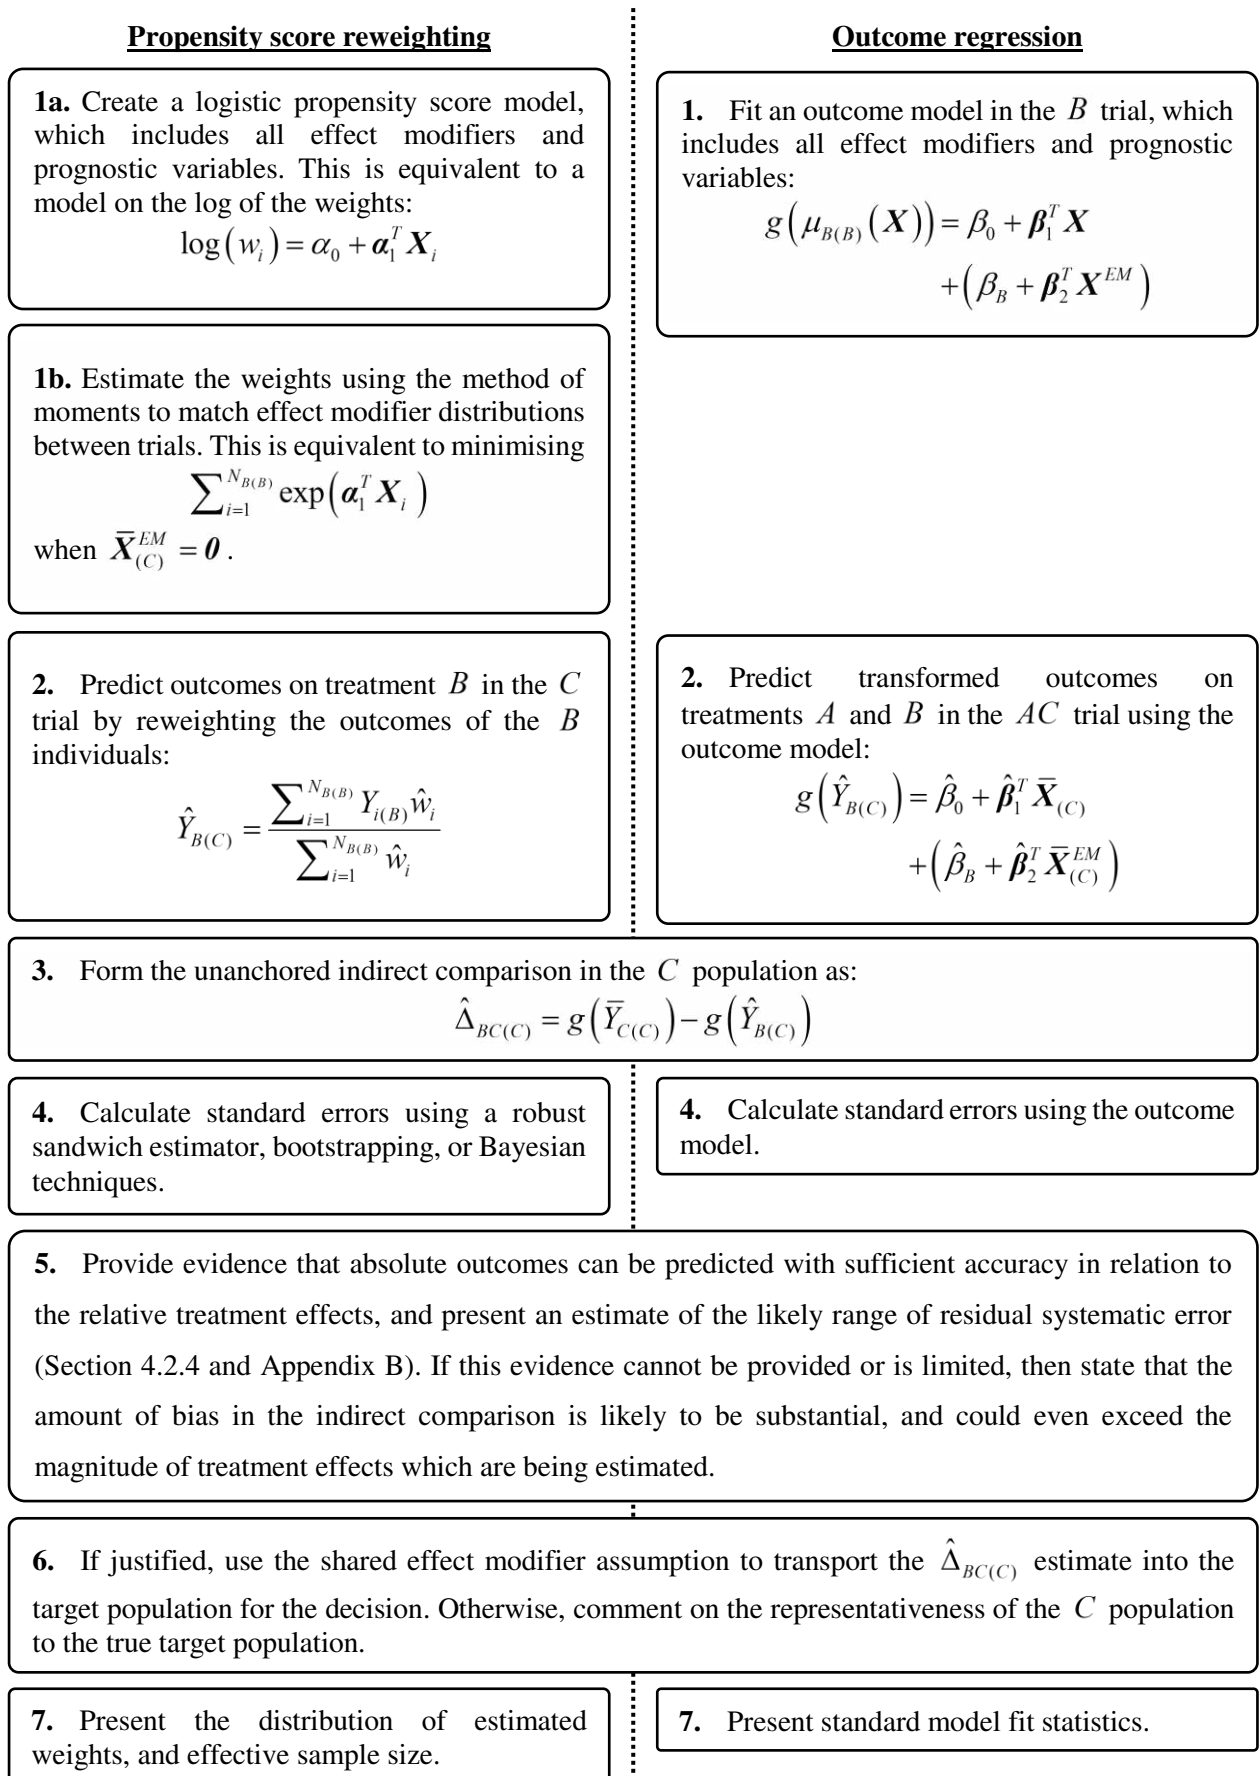 Propensity score reweighting
1a. Create a logistic propensity score model,
which includes all effect modifiers and
prognostic variables. This is equivalent to a
model on the log of the weights:
log(w_i) = α_0 + α_1^T X_i
1b. Estimate the weights using the method of
moments to match effect modifier distributions
between trials. This is equivalent to minimising
∑_{i=1}^{N_{B(B)}} exp(α_1^T X_i)
when X̄_{(C)}^{EM} = 0 .
2. Predict outcomes on treatment B in the C
trial by reweighting the outcomes of the B
individuals:
Ŷ_{B(C)} = ∑_{i=1}^{N_{B(B)}} Y_{i(B)} ŵ_i / ∑_{i=1}^{N_{B(B)}} ŵ_i
Outcome regression
1. Fit an outcome model in the B trial, which
includes all effect modifiers and prognostic
variables:
g(μ_{B(B)}(X)) = β_0 + β_1^T X
+(β_B + β_2^T X^{EM})
2. Predict transformed outcomes on
treatments A and B in the AC trial using the
outcome model:
g(Ŷ_{B(C)}) = β̂_0 + β̂_1^T X̄_{(C)}
+(β̂_B + β̂_2^T X̄_{(C)}^{EM})
3. Form the unanchored indirect comparison in the C population as:
Δ̂_{BC(C)} = g(Ȳ_{C(C)}) − g(Ŷ_{B(C)})
4. Calculate standard errors using a robust
sandwich estimator, bootstrapping, or Bayesian
techniques.
4. Calculate standard errors using the outcome
model.
5. Provide evidence that absolute outcomes can be predicted with sufficient accuracy in relation to
the relative treatment effects, and present an estimate of the likely range of residual systematic error
(Section 4.2.4 and Appendix B). If this evidence cannot be provided or is limited, then state that the
amount of bias in the indirect comparison is likely to be substantial, and could even exceed the
magnitude of treatment effects which are being estimated.
6. If justified, use the shared effect modifier assumption to transport the Δ̂_{BC(C)} estimate into the
target population for the decision. Otherwise, comment on the representativeness of the C population
to the true target population.
7. Present the distribution of estimated
weights, and effective sample size.
7. Present standard model fit statistics.